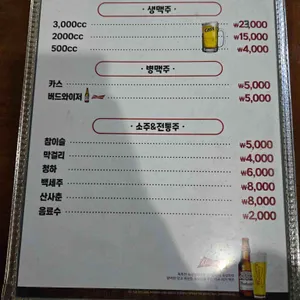 생맥주
3,000cc ₩23,000
2000cc ₩15,000
500cc ₩4,000
병맥주
카스 ₩5,000
버드와이저 ₩5,000
소주&전통주
참이슬 ₩5,000
막걸리 ₩4,000
청하 ₩6,000
백세주 ₩8,000
산사춘 ₩8,000
음료수 ₩2,000